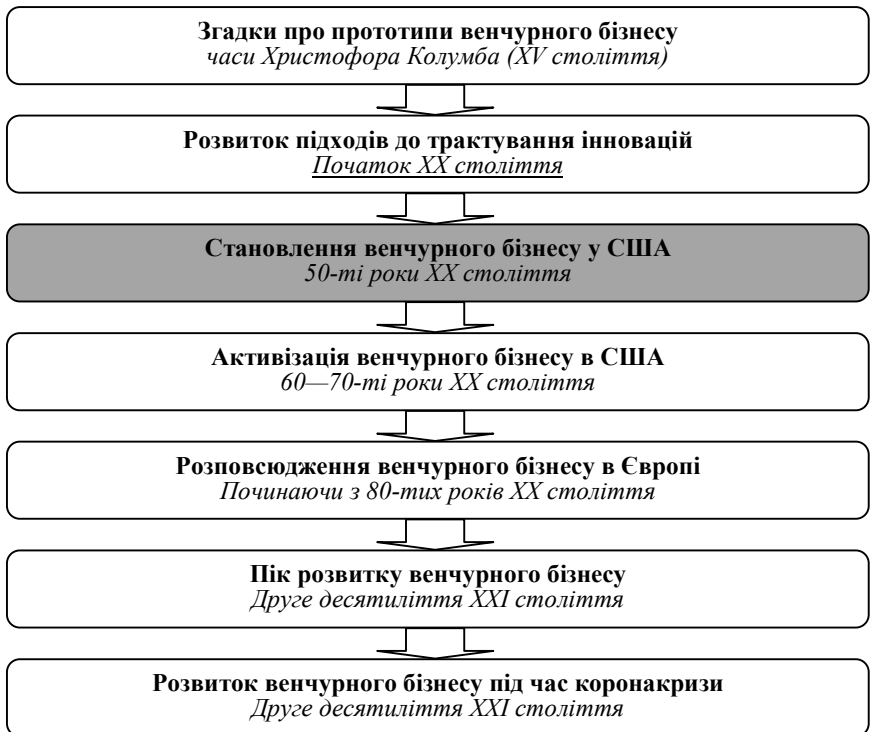 Згадки про прототипи венчурного бізнесу
часи Христофора Колумба (XV століття)
Розвиток підходів до трактування інновацій
Початок XX століття
Становлення венчурного бізнесу у США
50-ті роки XX століття
Активізація венчурного бізнесу в США
60—70-ті роки XX століття
Розповсюдження венчурного бізнесу в Європі
Починаючи з 80-тих років XX століття
Пік розвитку венчурного бізнесу
Друге десятиліття XXI століття
Розвиток венчурного бізнесу під час коронакризи
Друге десятиліття XXI століття